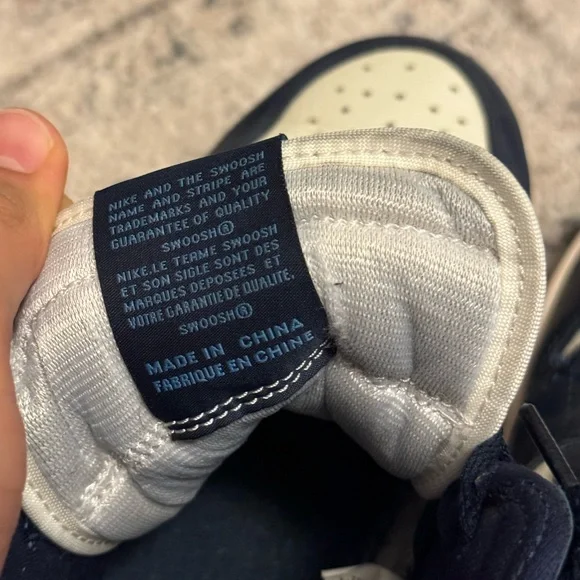 NIKE AND THE SWOOSH
NAME AND STRIPE ARE
TRADEMARKS AND YOUR
GUARANTEE OF QUALITY
SWOOSH®
NIKE.LE TERME SWOOSH
ET SON SIGLE SONT DES
MARQUES DEPOSEES ET
VOTRE GARANTIE DE QUALITE.
SWOOSH®
MADE IN CHINA
FABRIQUE EN CHINE